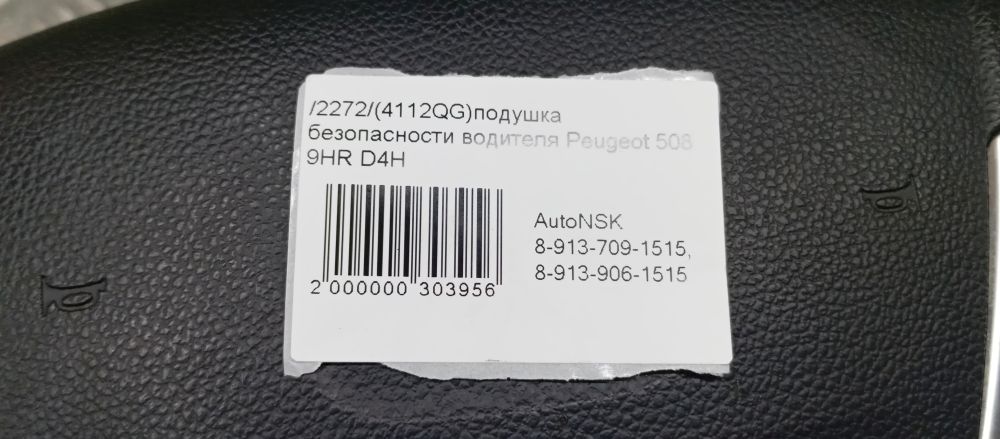 /2272/(4112QG)подушка
безопасности водителя Peugeot 508
9HR D4H
AutoNSK
8-913-709-1515,
8-913-906-1515
2 000000 303956